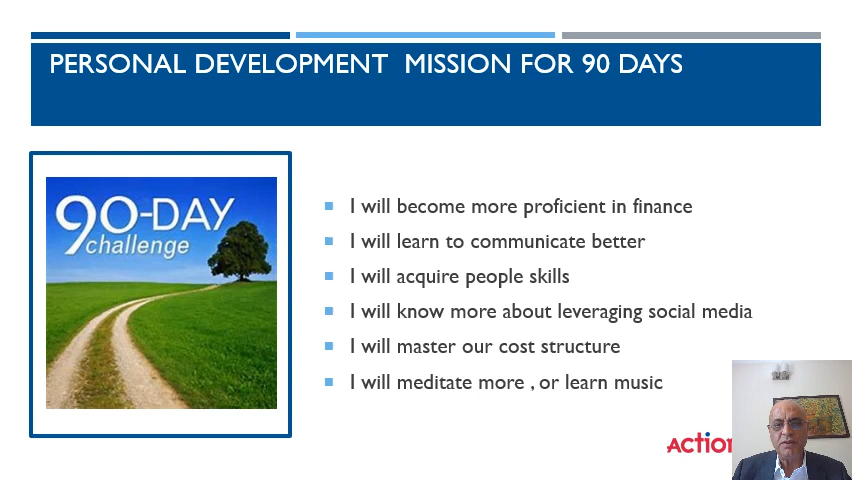 PERSONAL DEVELOPMENT MISSION FOR 90 DAYS
90-DAY
challenge
I will become more proficient in finance
I will learn to communicate better
I will acquire people skills
I will know more about leveraging social media
I will master our cost structure
I will meditate more , or learn music
ACTION